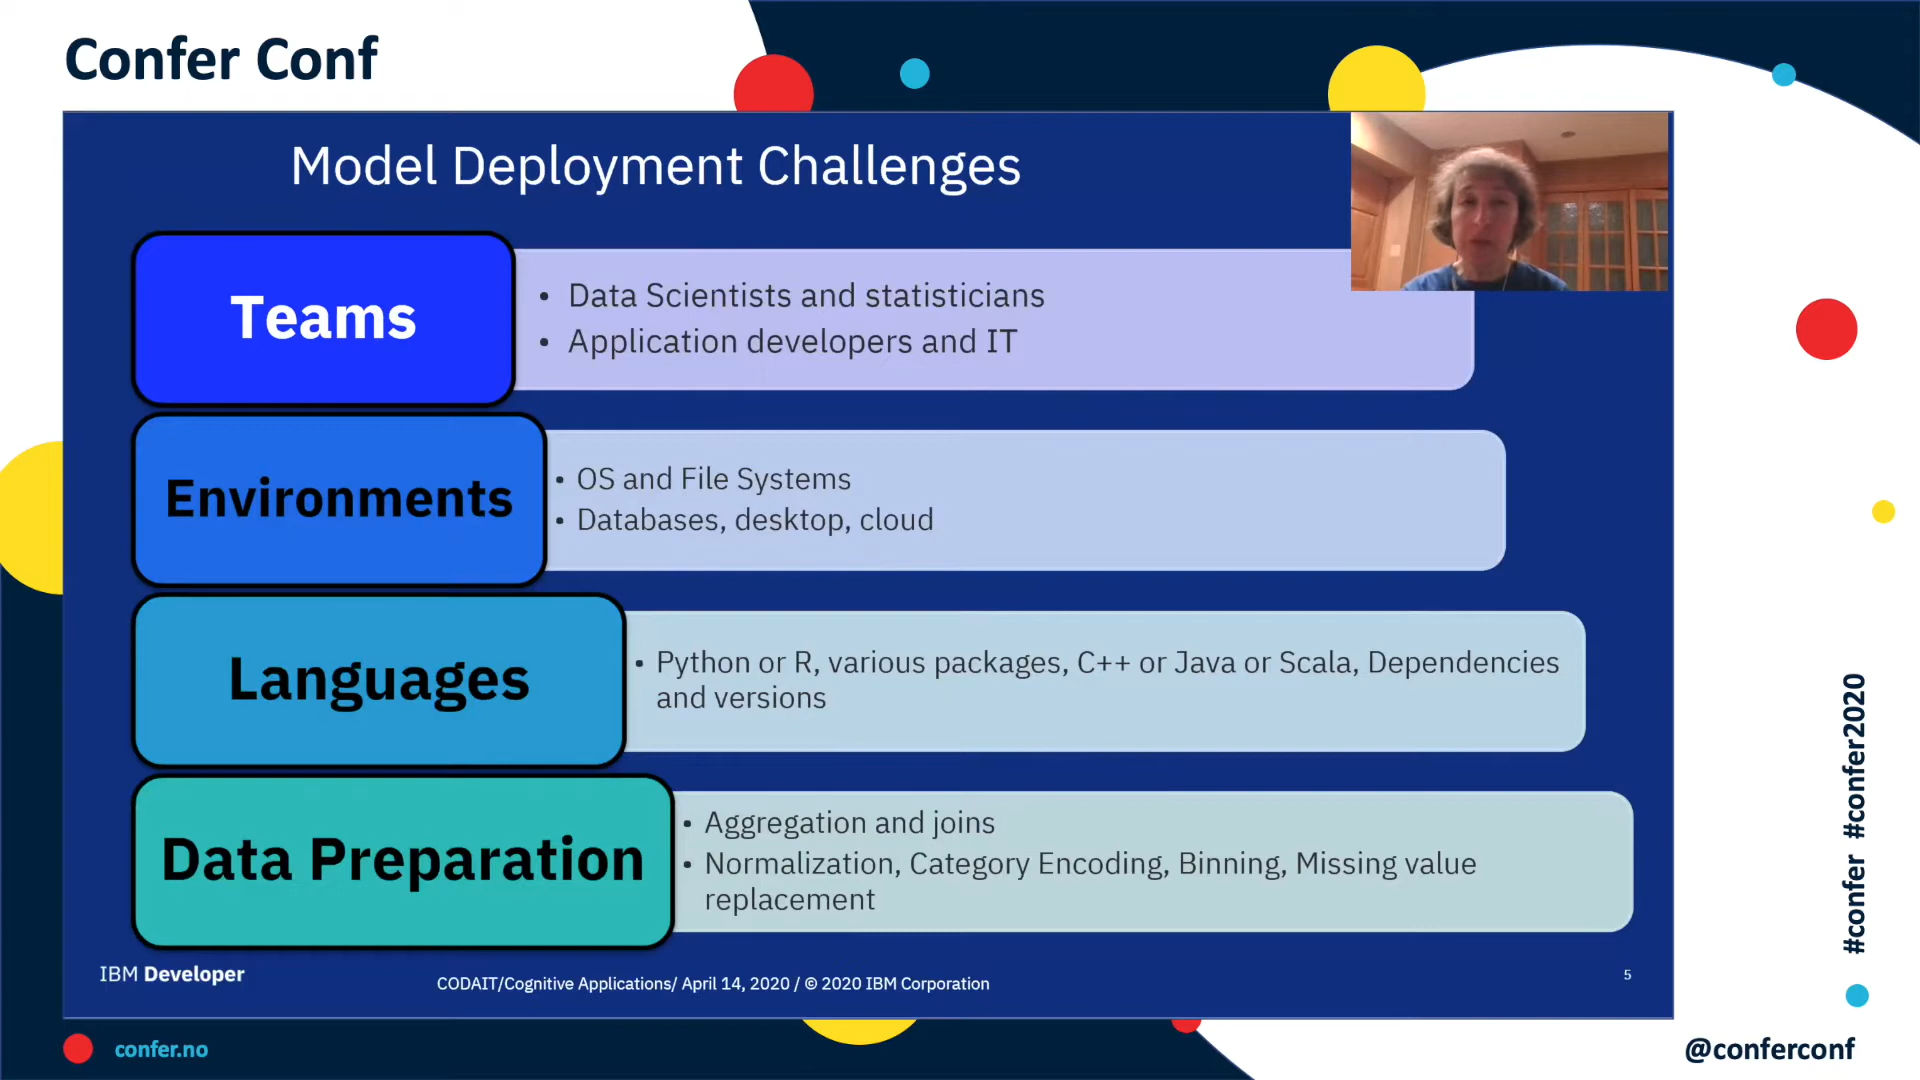 Confer Conf
Model Deployment Challenges
Teams
• Data Scientists and statisticians
• Application developers and IT
Environments
• OS and File Systems
• Databases, desktop, cloud
Languages
• Python or R, various packages, C++ or Java or Scala, Dependencies
and versions
Data Preparation
• Aggregation and joins
• Normalization, Category Encoding, Binning, Missing value
replacement
IBM Developer
CODAIT/Cognitive Applications/ April 14, 2020 / © 2020 IBM Corporation
5
#confer #confer2020
confer.no
@conferconf